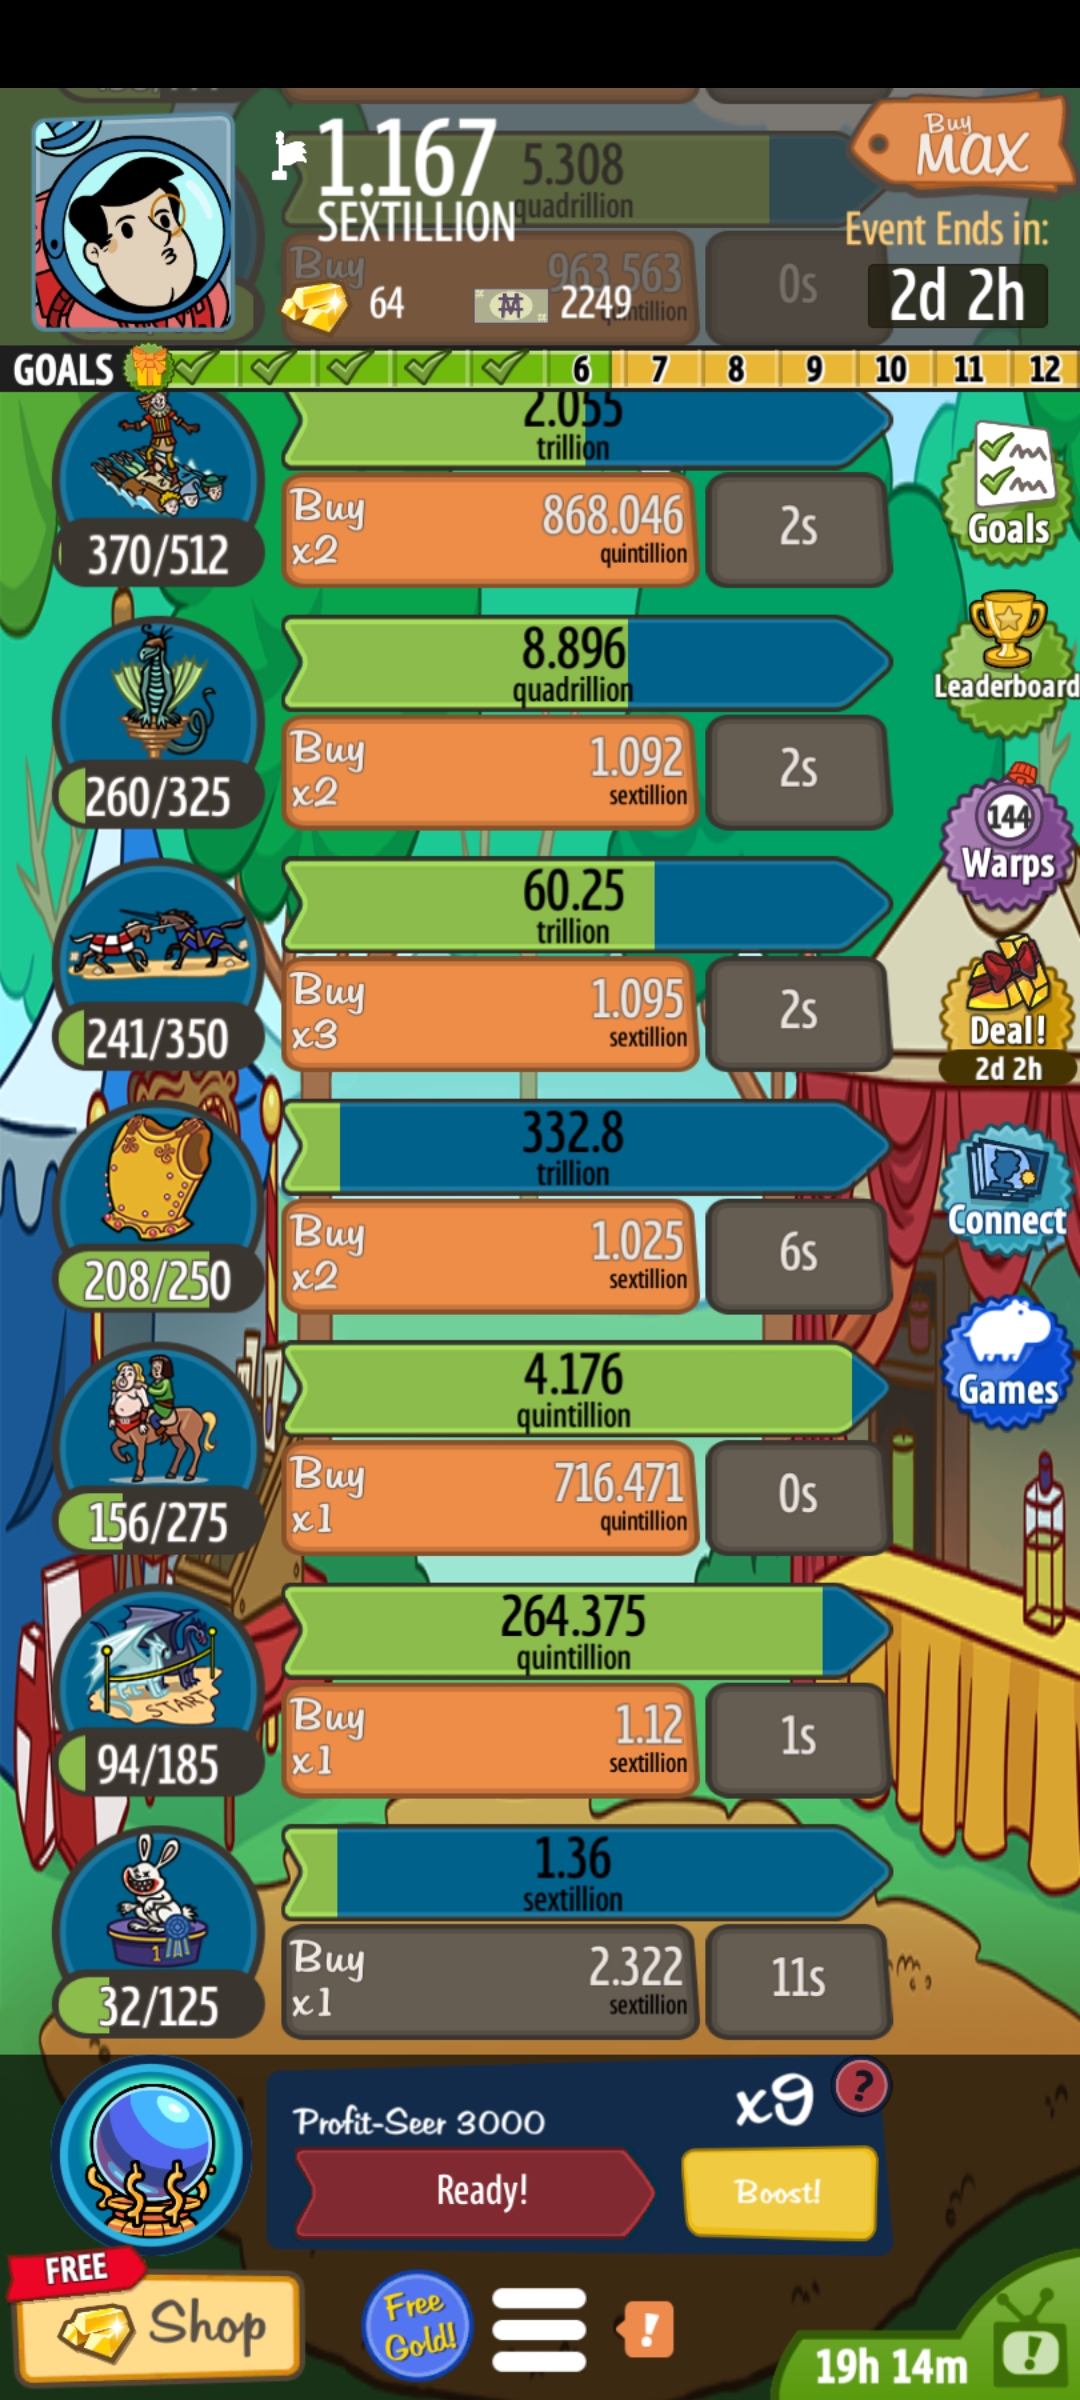 1.167
SEXTILLION
5.308
quadrillion
Buy
MAX
Event Ends in:
2d 2h
Buy
963.563
0s
64
2249
GOALS
6
7
8
9
10
11
12
2.055
trillion
Buy
x2
868.046
quintillion
2s
370/512
Goals
8.896
quadrillion
Buy
x2
1.092
sextillion
2s
260/325
Leaderboard
144
Warps
60.25
trillion
Buy
x3
1.095
sextillion
2s
241/350
Deal!
2d 2h
332.8
trillion
Buy
x2
1.025
sextillion
6s
208/250
Connect
4.176
quintillion
Buy
x1
716.471
quintillion
0s
156/275
Games
264.375
quintillion
START
Buy
x1
1.12
sextillion
1s
94/185
1.36
sextillion
1
Buy
x1
2.322
sextillion
11s
32/125
Profit-Seer 3000
x9
?
Ready!
Boost!
FREE
Shop
Free
Gold!
!
19h 14m
!